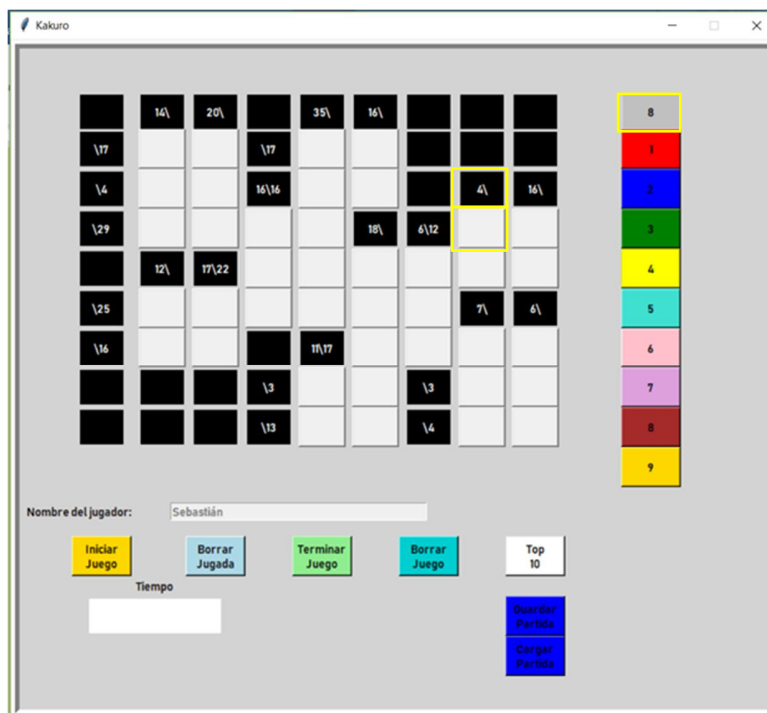 Kakuro
14\ 20\ 35\ 16\ 8
\17 \17 1
\4 16\16 4\ 16\ 2
\29 18\ 6\12 3
12\ 17\22 4
\25 7\ 6\ 5
\16 11\17 6
\3 \3 7
\13 \4 8
9
Nombre del jugador: Sebastián
Iniciar Borrar Terminar Borrar Top
Juego Jugada Juego Juego 10
Tiempo
Guardar
Partida
Cargar
Partida